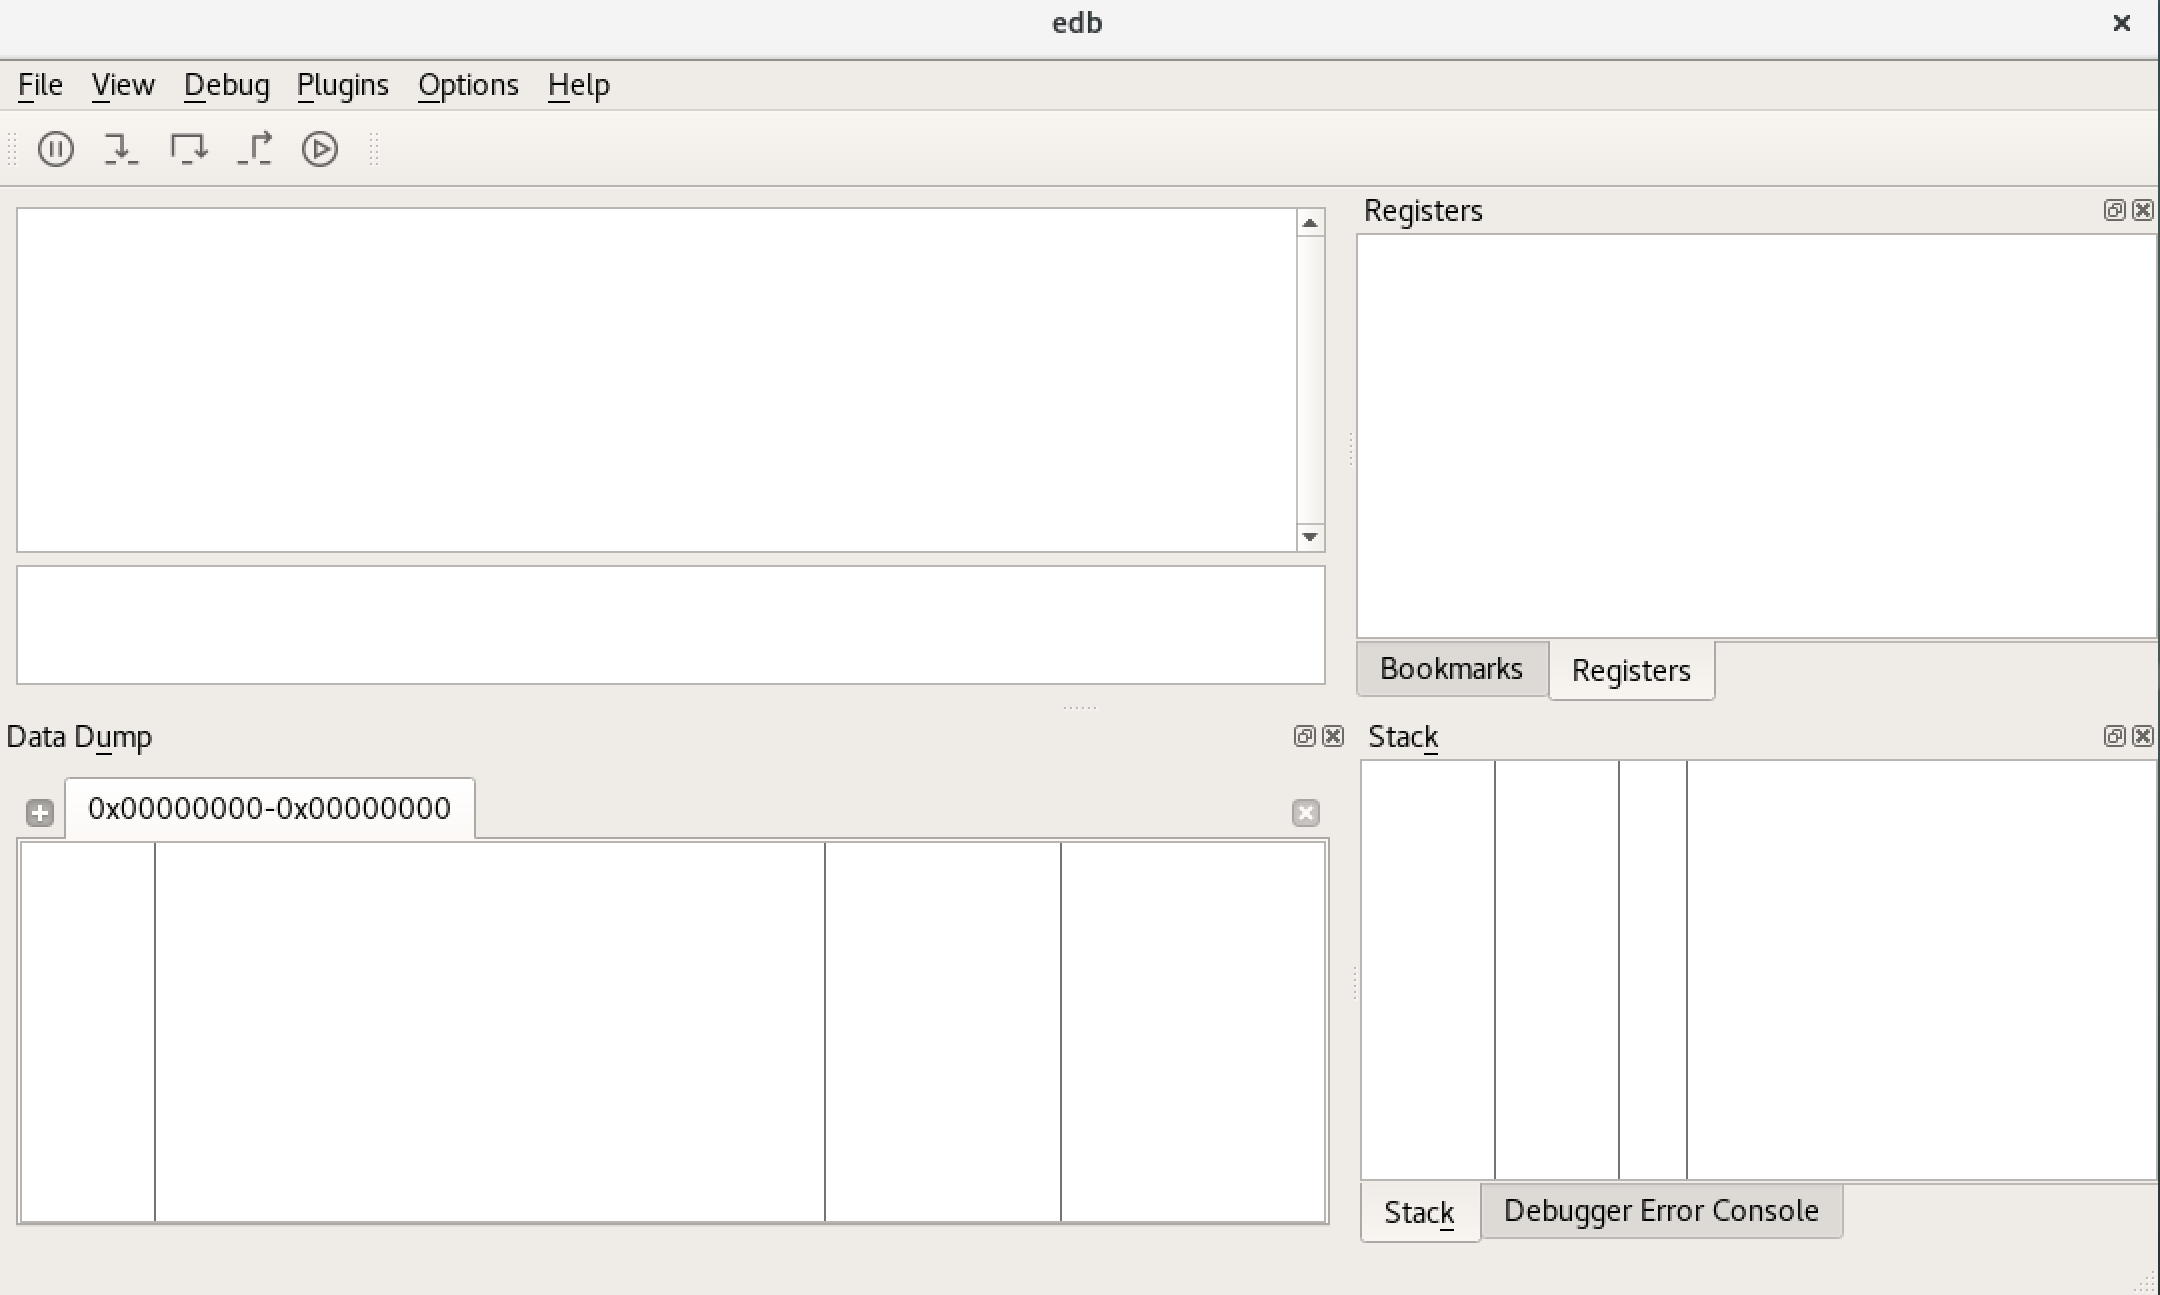 edb
File View Debug Plugins Options Help
Registers
Bookmarks Registers
Data Dump
0x00000000-0x00000000
Stack
Stack Debugger Error Console